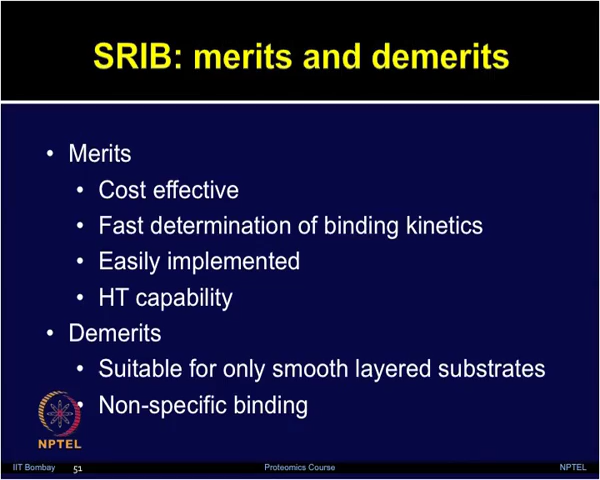 SRIB: merits and demerits
• Merits
• Cost effective
• Fast determination of binding kinetics
• Easily implemented
• HT capability
• Demerits
• Suitable for only smooth layered substrates
• Non-specific binding
NPTEL
IIT Bombay 51 Proteomics Course NPTEL